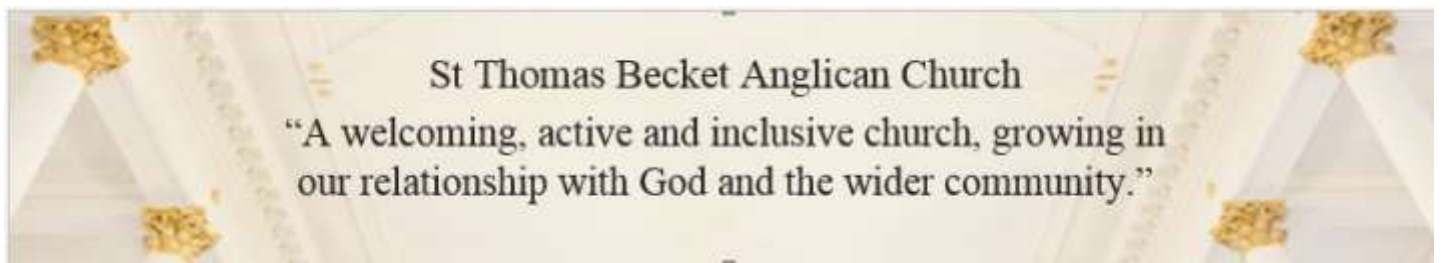 St Thomas Becket Anglican Church
“A welcoming, active and inclusive church, growing in
our relationship with God and the wider community.”